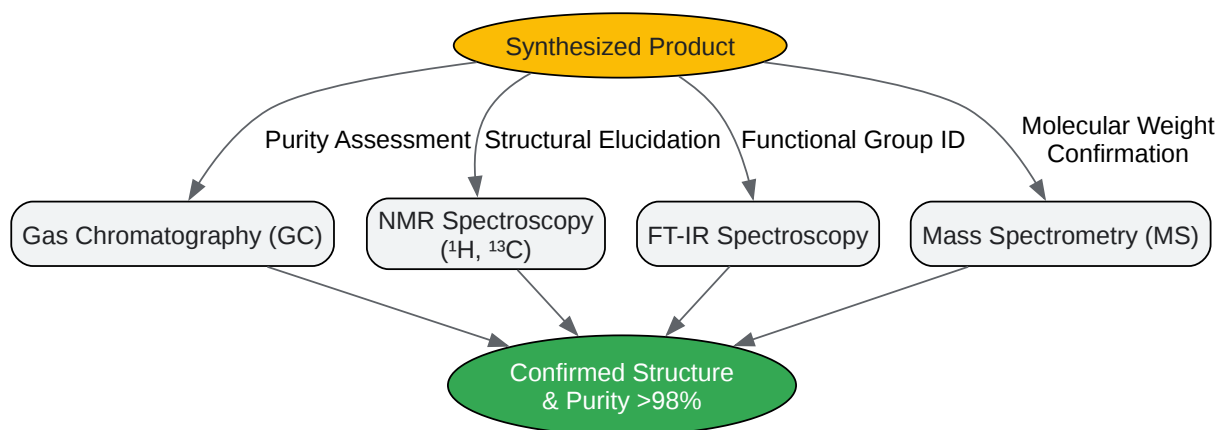 Synthesized Product
Purity Assessment
Structural Elucidation
Functional Group ID
Molecular Weight
Confirmation
Gas Chromatography (GC)
NMR Spectroscopy
(¹H, ¹³C)
FT-IR Spectroscopy
Mass Spectrometry (MS)
Confirmed Structure
& Purity >98%